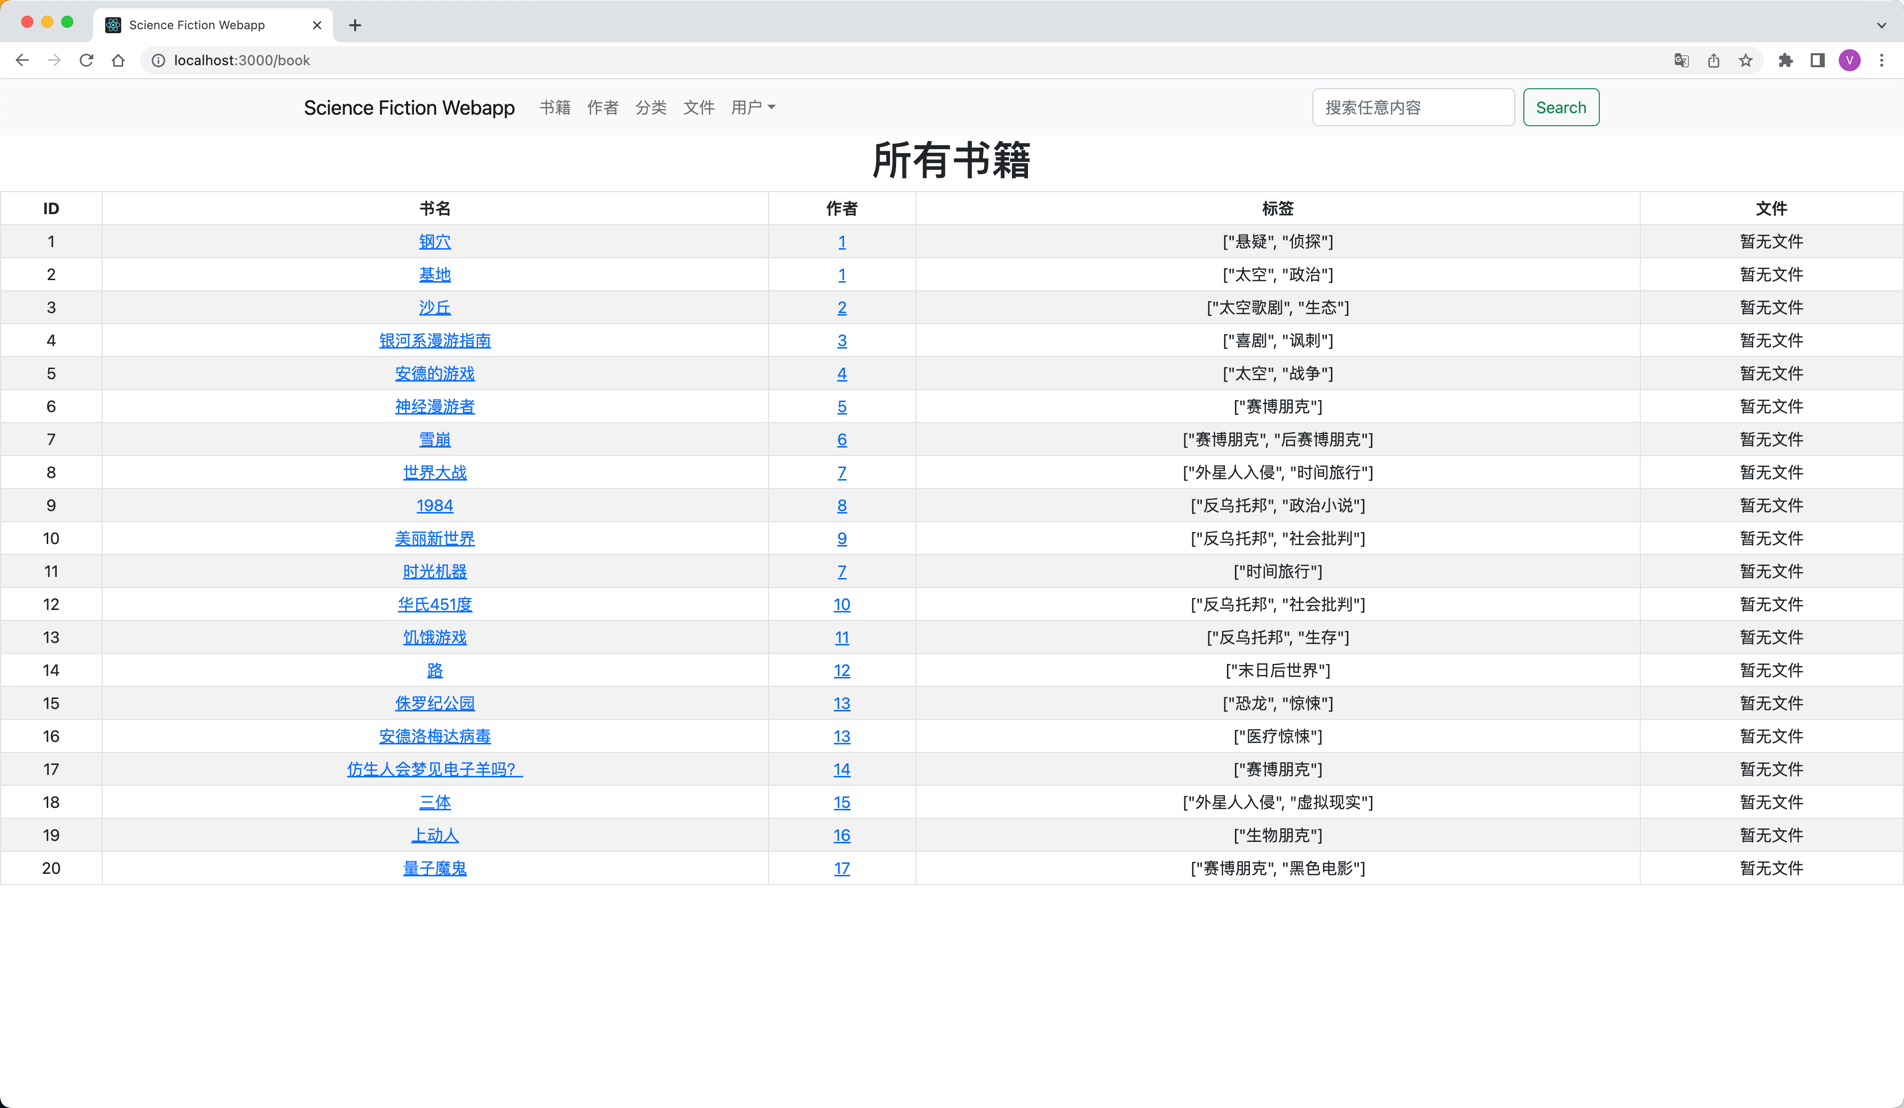 Science Fiction Webapp
localhost:3000/book
V
Science Fiction Webapp 书籍 作者 分类 文件 用户 搜索任意内容 Search
所有书籍
ID 书名 作者 标签 文件
1 钢穴 1 ["悬疑", "侦探"] 暂无文件
2 基地 1 ["太空", "政治"] 暂无文件
3 沙丘 2 ["太空歌剧", "生态"] 暂无文件
4 银河系漫游指南 3 ["喜剧", "讽刺"] 暂无文件
5 安德的游戏 4 ["太空", "战争"] 暂无文件
6 神经漫游者 5 ["赛博朋克"] 暂无文件
7 雪崩 6 ["赛博朋克", "后赛博朋克"] 暂无文件
8 世界大战 7 ["外星人入侵", "时间旅行"] 暂无文件
9 1984 8 ["反乌托邦", "政治小说"] 暂无文件
10 美丽新世界 9 ["反乌托邦", "社会批判"] 暂无文件
11 时光机器 7 ["时间旅行"] 暂无文件
12 华氏451度 10 ["反乌托邦", "社会批判"] 暂无文件
13 饥饿游戏 11 ["反乌托邦", "生存"] 暂无文件
14 路 12 ["末日后世界"] 暂无文件
15 侏罗纪公园 13 ["恐龙", "惊悚"] 暂无文件
16 安德洛梅达病毒 13 ["医疗惊悚"] 暂无文件
17 仿生人会梦见电子羊吗？ 14 ["赛博朋克"] 暂无文件
18 三体 15 ["外星人入侵", "虚拟现实"] 暂无文件
19 上动人 16 ["生物朋克"] 暂无文件
20 量子魔鬼 17 ["赛博朋克", "黑色电影"] 暂无文件